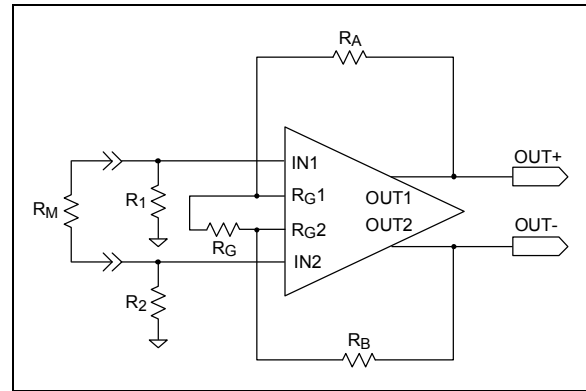 RA
IN1
OUT+
RG1
OUT1
R1
RM
RG2
OUT2
RG
OUT-
IN2
R2
RB